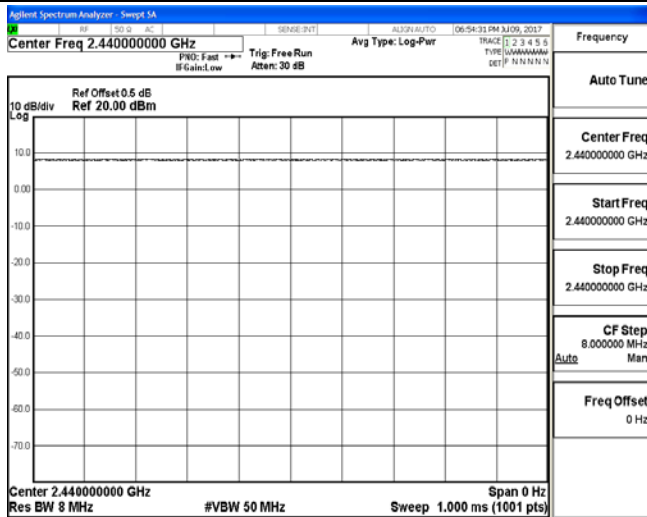 Agilent Spectrum Analyzer - Swept SA
RF 50 Ω AC SENSE:INT ALIGN AUTO 06:54:31 PM Jul 09, 2017
Center Freq 2.440000000 GHz
PNO: Fast
IFGain:Low
Trig: Free Run
Atten: 30 dB
Avg Type: Log-Pwr
TRACE 1 2 3 4 5 6
TYPE
DET P N N N N N
Ref Offset 0.5 dB
10 dB/div Ref 20.00 dBm
Log
10.0
0.00
-10.0
-20.0
-30.0
-40.0
-50.0
-60.0
-70.0
Center 2.440000000 GHz Span 0 Hz
Res BW 8 MHz #VBW 50 MHz Sweep 1.000 ms (1001 pts)
Frequency
Auto Tune
Center Freq
2.440000000 GHz
Start Freq
2.440000000 GHz
Stop Freq
2.440000000 GHz
CF Step
8.000000 MHz
Auto Man
Freq Offset
0 Hz